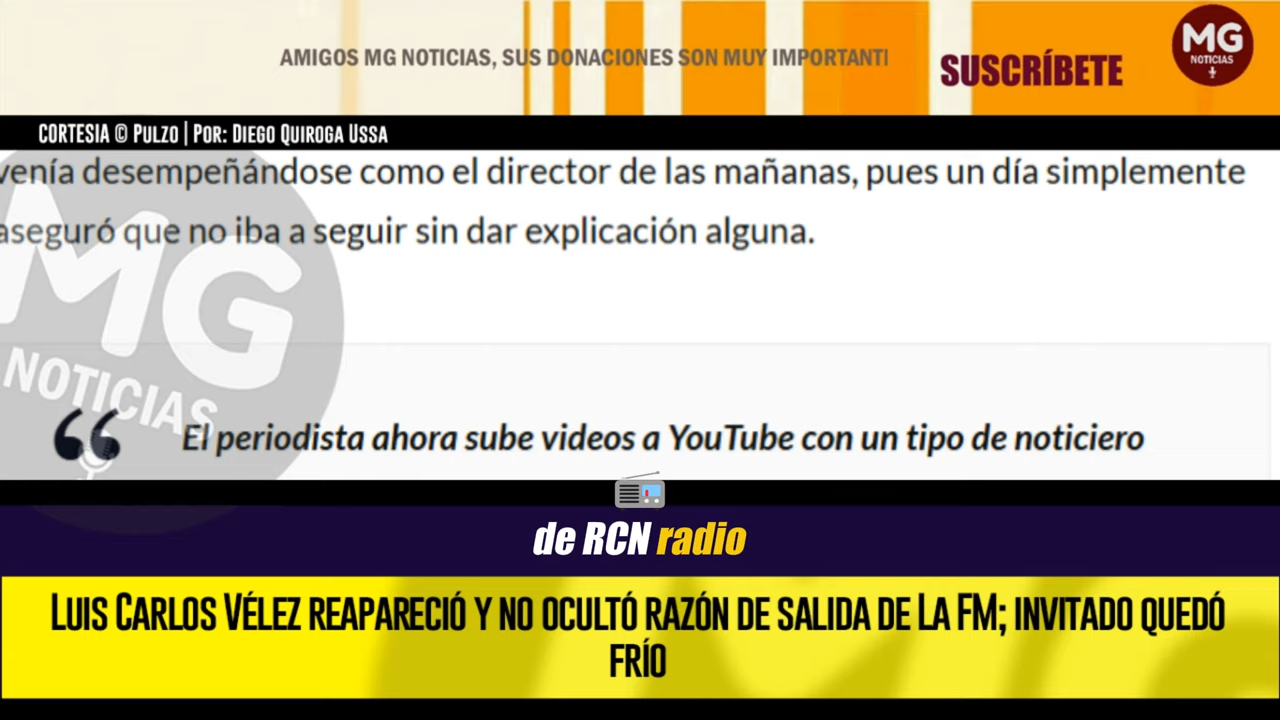 AMIGOS MG NOTICIAS, SUS DONACIONES SON MUY IMPORTANT
SUSCRÍBETE
MG
NOTICIAS
CORTESIA © PULZO | POR: DIEGO QUIROGA USSA
venía desempeñándose como el director de las mañanas, pues un día simplemente
aseguró que no iba a seguir sin dar explicación alguna.
MG
NOTICIAS
“ El periodista ahora sube videos a YouTube con un tipo de noticiero
de RCN radio
LUIS CARLOS VÉLEZ REAPARECIÓ Y NO OCULTÓ RAZÓN DE SALIDA DE LA FM; INVITADO QUEDÓ
FRÍO